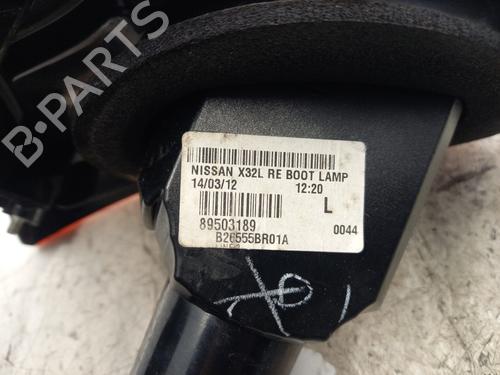 B-PARTS
NISSAN X32L RE BOOT LAMP
14/03/12 12:20
L
89503189 0044
B26555BR01A